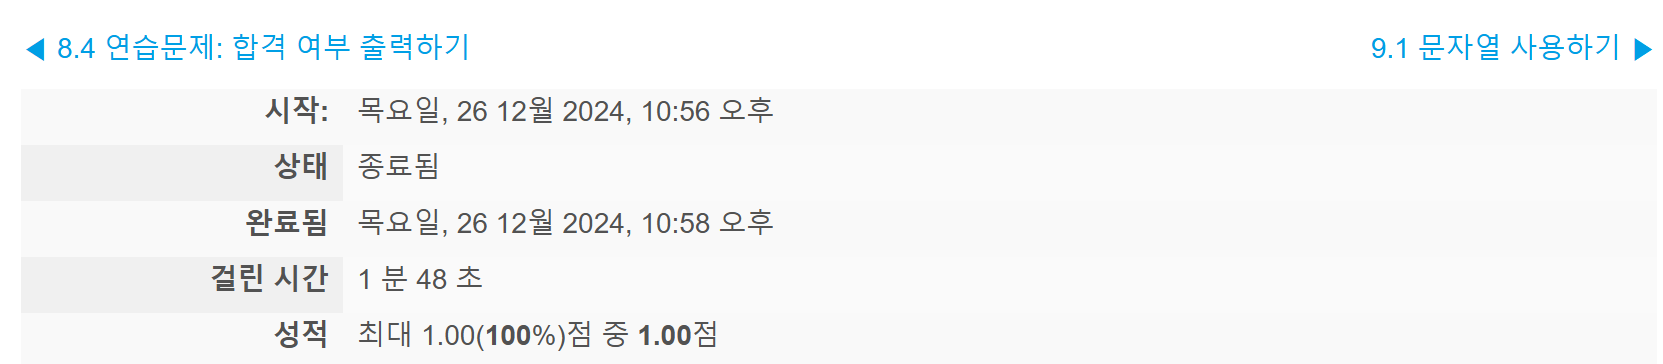 ◀ 8.4 연습문제: 합격 여부 출력하기
9.1 문자열 사용하기 ▶
시작: 목요일, 26 12월 2024, 10:56 오후
상태 종료됨
완료됨 목요일, 26 12월 2024, 10:58 오후
걸린 시간 1 분 48 초
성적 최대 1.00(100%)점 중 1.00점